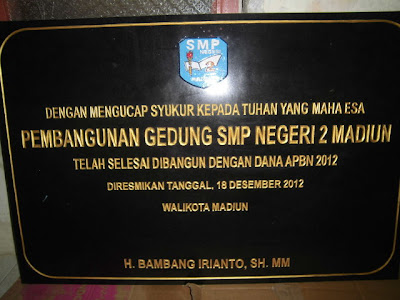 SMP
DENGAN MENGUCAP SYUKUR KEPADA TUHAN YANG MAHA ESA
PEMBANGUNAN GEDUNG SMP NEGERI 2 MADIUN
TELAH SELESAI DIBANGUN DENGAN DANA APBN 2012
DIRESMIKAN TANGGAL, 18 DESEMBER 2012
WALIKOTA MADIUN
H. BAMBANG IRIANTO, SH. MM